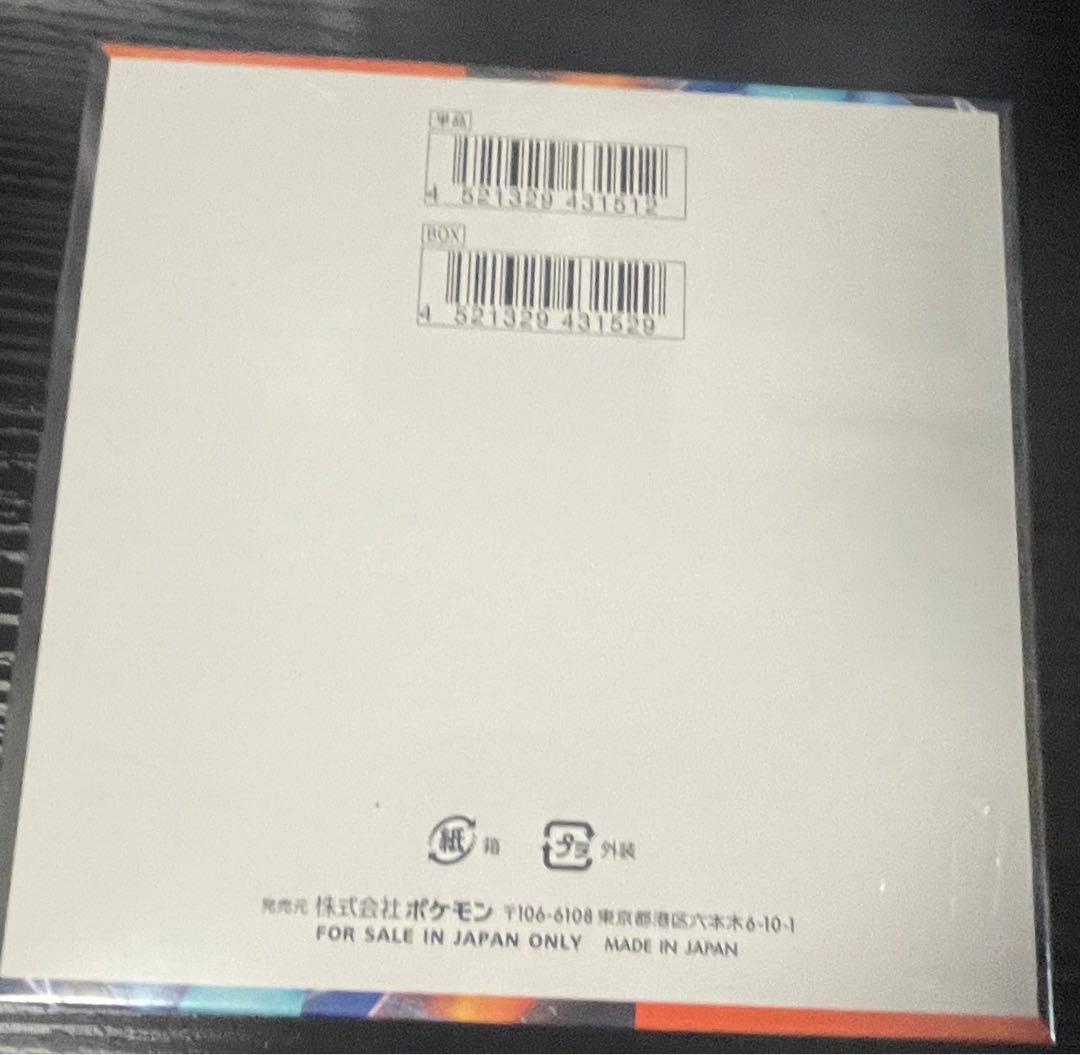 単品
4 521329 431512
BOX
4 521329 431529
紙 箱 プラ 外装
発売元 株式会社ポケモン 〒106-6108 東京都港区六本木6-10-1
FOR SALE IN JAPAN ONLY MADE IN JAPAN